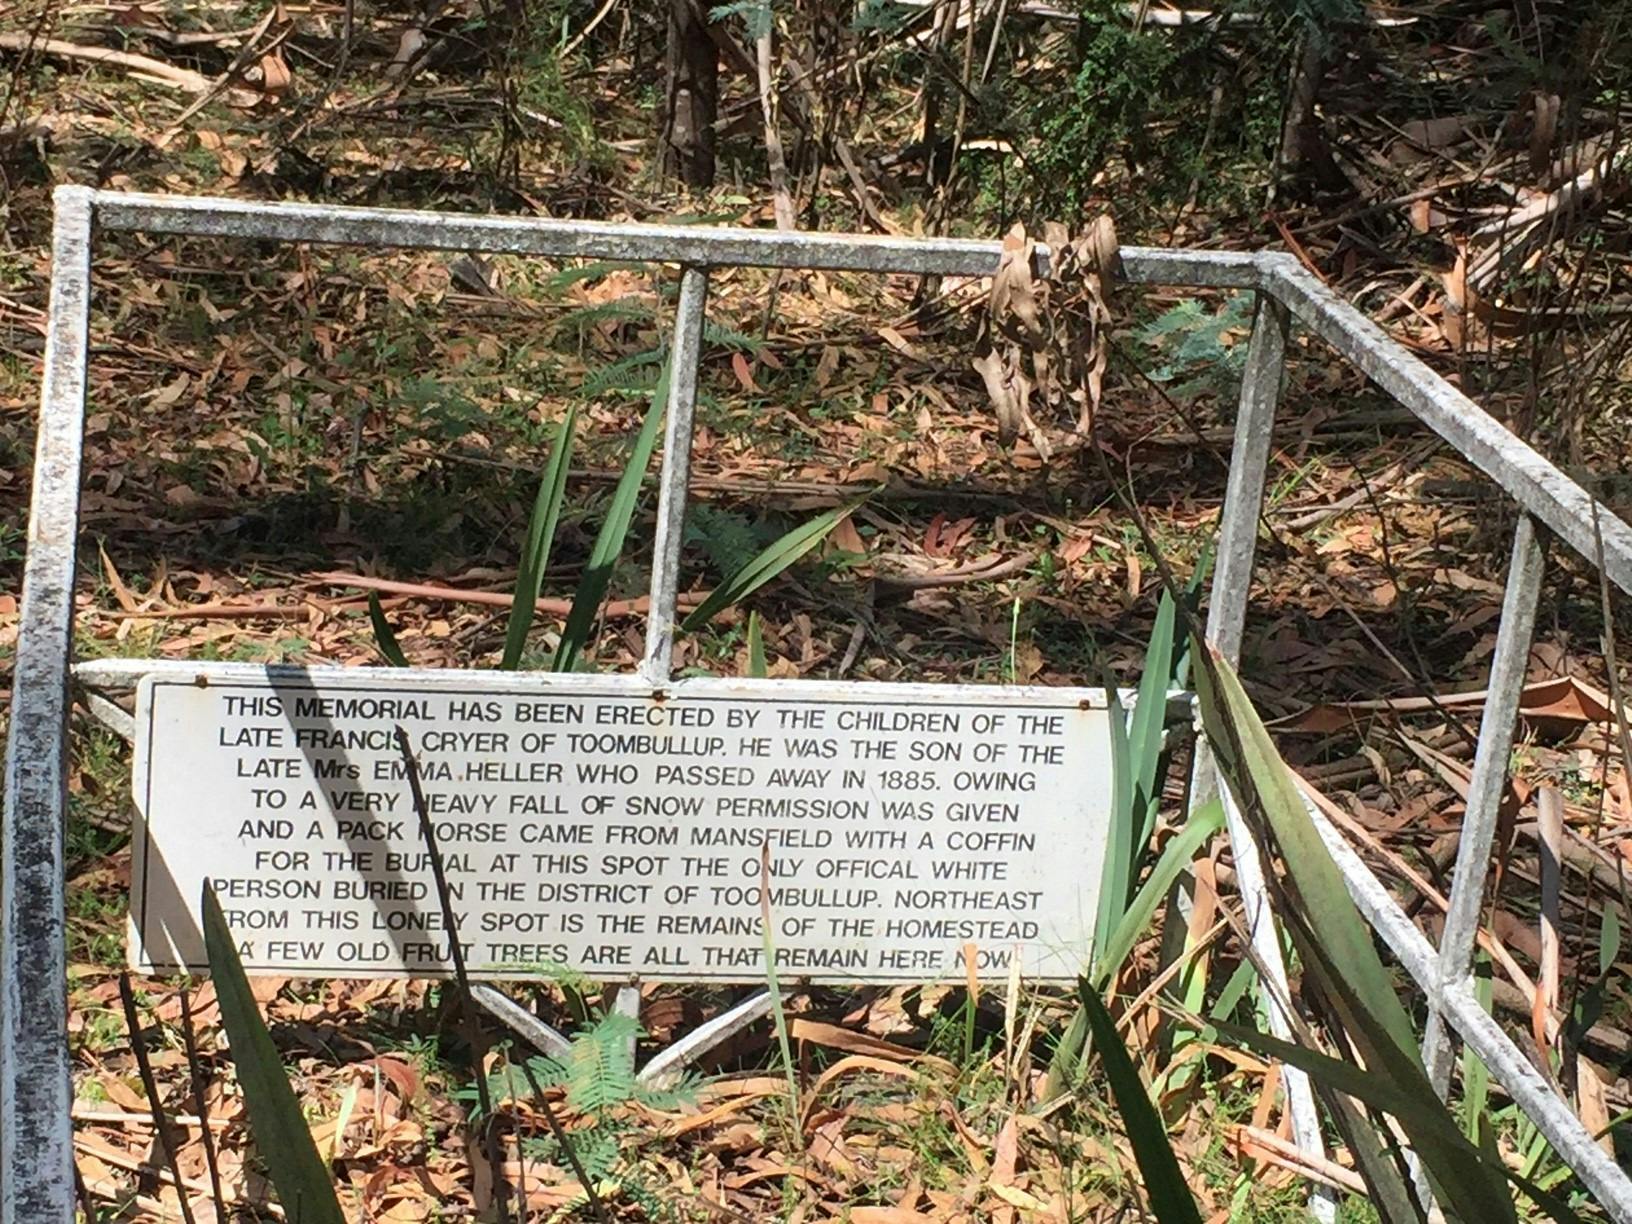 THIS MEMORIAL HAS BEEN ERECTED BY THE CHILDREN OF THE
LATE FRANCIS CRYER OF TOOMBULLUP. HE WAS THE SON OF THE
LATE Mrs EMMA HELLER WHO PASSED AWAY IN 1885. OWING
TO A VERY HEAVY FALL OF SNOW PERMISSION WAS GIVEN
AND A PACK HORSE CAME FROM MANSFIELD WITH A COFFIN
FOR THE BURIAL AT THIS SPOT THE ONLY OFFICAL WHITE
PERSON BURIED IN THE DISTRICT OF TOOMBULLUP. NORTHEAST
FROM THIS LONELY SPOT IS THE REMAINS OF THE HOMESTEAD
A FEW OLD FRUIT TREES ARE ALL THAT REMAIN HERE NOW